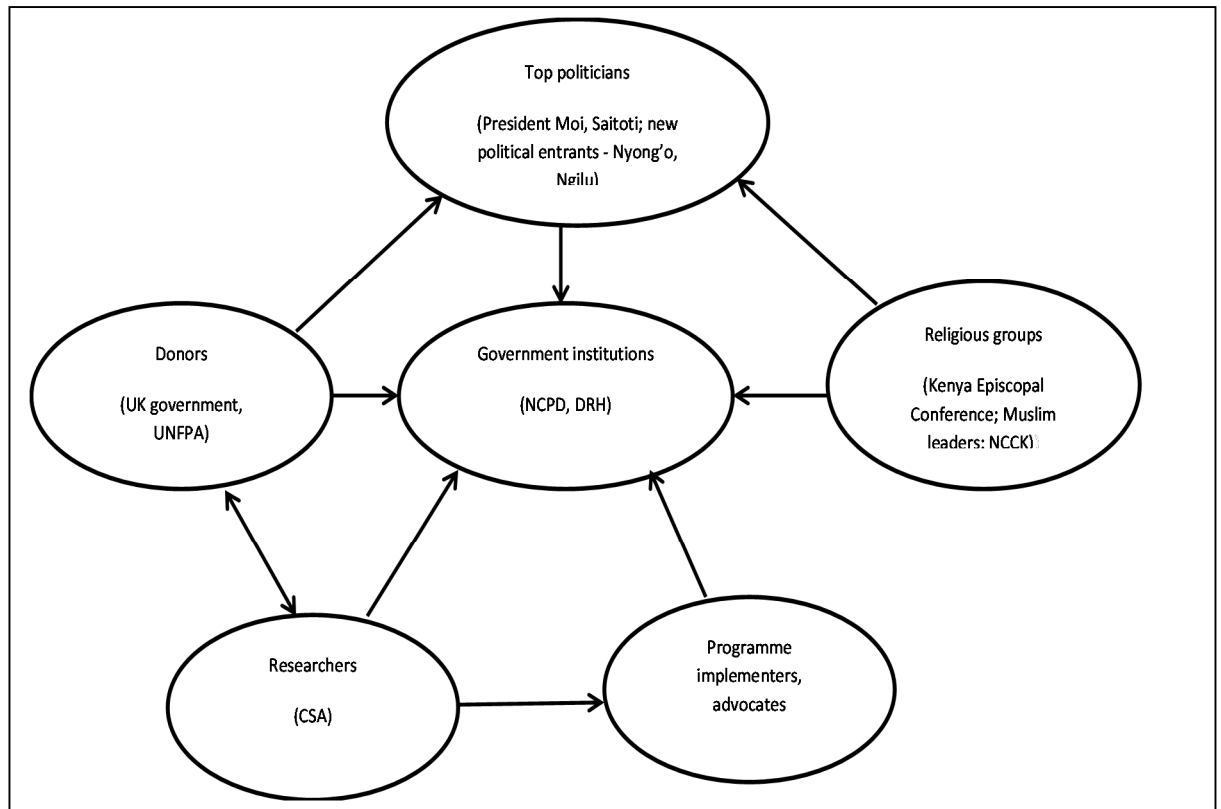 Top politicians
(President Moi, Saitoti; new
political entrants - Nyong’o,
Ngilu)
Donors
(UK government,
UNFPA)
Government institutions
(NCPD, DRH)
Religious groups
(Kenya Episcopal
Conference; Muslim
leaders; NCCK)
Researchers
(CSA)
Programme
implementers,
advocates